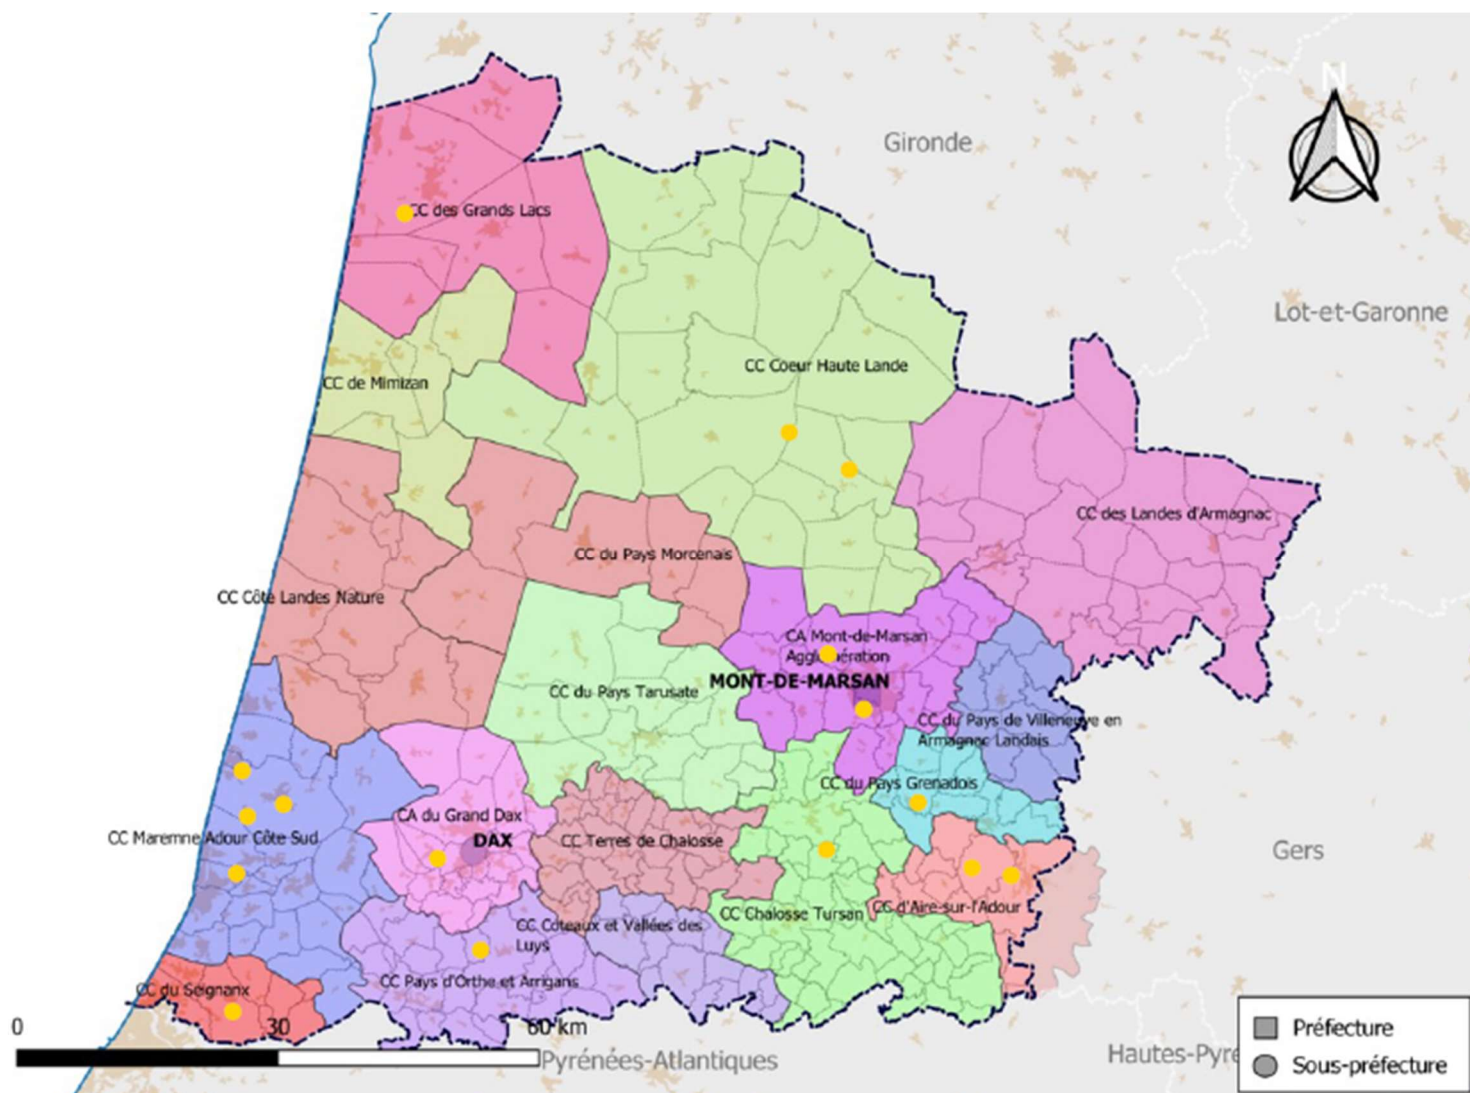 N
Gironde
CC des Grands Lacs
Lot-et-Garonne
CC Coeur Haute Lande
CC de Mimizan
CC des Landes d'Armagnac
CC du Pays Morcenais
CC Côte Landes Nature
CA Mont-de-Marsan
Agglomération
MONT-DE-MARSAN
CC du Pays Tarusate
CC du Pays de Villeneuve en
Armagnac Landais
CC du Pays Grenadois
CA du Grand Dax
DAX
CC Maremne Adour Côte Sud
CC Terres de Chalosse
Gers
CC d'Aire-sur-l'Adour
CC Chalosse Tursan
CC Coteaux et Vallées des
Luys
CC Pays d'Orthe et Arrigans
CC du Seignanx
0 30 60 km
Pyrénées-Atlantiques
Hautes-Pyré
Préfecture
Sous-préfecture